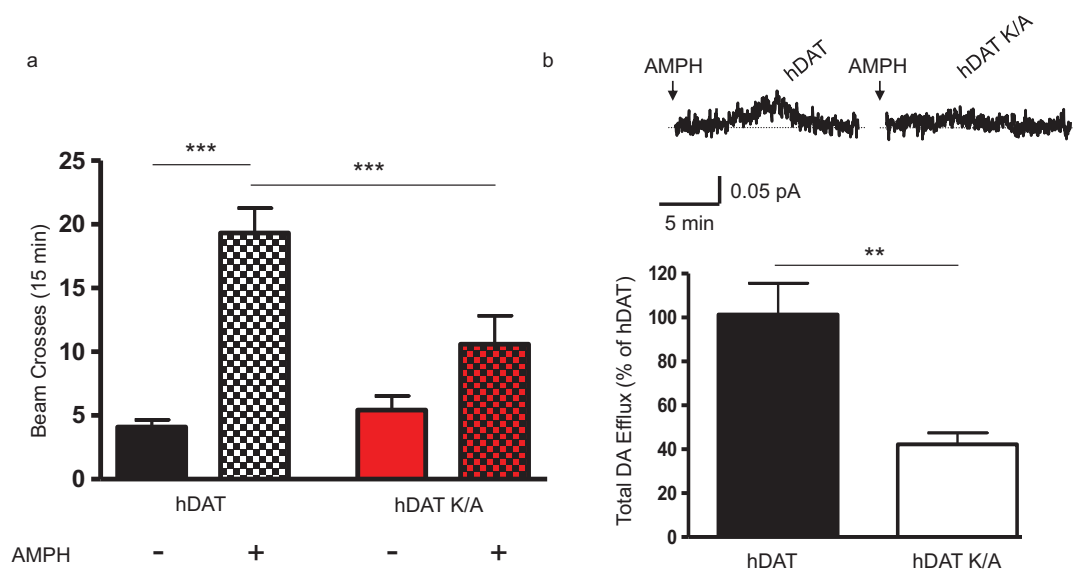 a
***
***
25
20
15
10
5
0
Beam Crosses (15 min)
hDAT
hDAT K/A
AMPH
- + - +
b
AMPH
hDAT
AMPH
hDAT K/A
0.05 pA
5 min
**
120
100
80
60
40
20
0
Total DA Efflux (% of hDAT)
hDAT
hDAT K/A